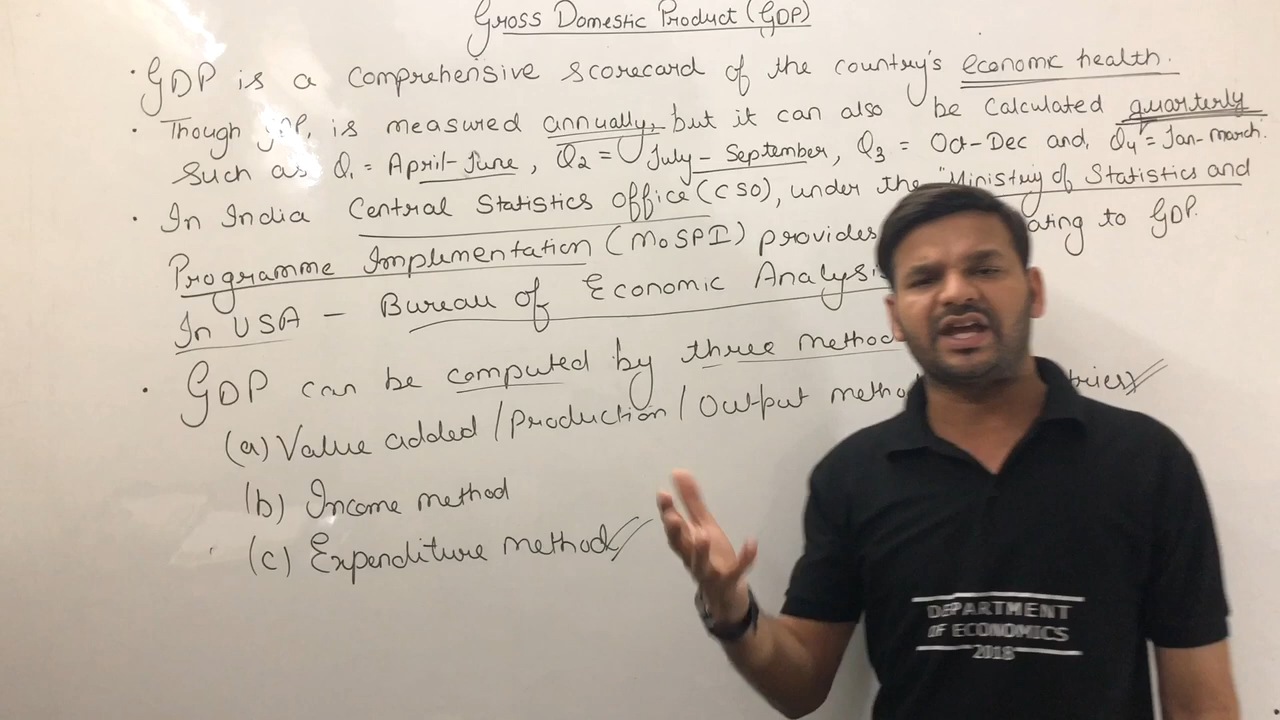 Gross Domestic Product (GDP)
· GDP is a comprehensive scorecard of the country's economic health.
· Though GDP is measured annually, but it can also be calculated quarterly
such as Q1 = April-June, Q2 = July-September, Q3 = Oct-Dec and Q4 = Jan-march.
· In India Central Statistics office (CSO), under the "Ministry of Statistics and
Programme Implementation (MoSPI) provides ating to GDP.
In USA - Bureau of Economic Analysis
· GDP can be computed by three method
(a) Value added / Production / Output metho
(b) Income method
(c) Expenditure method
DEPARTMENT
OF ECONOMICS
2018